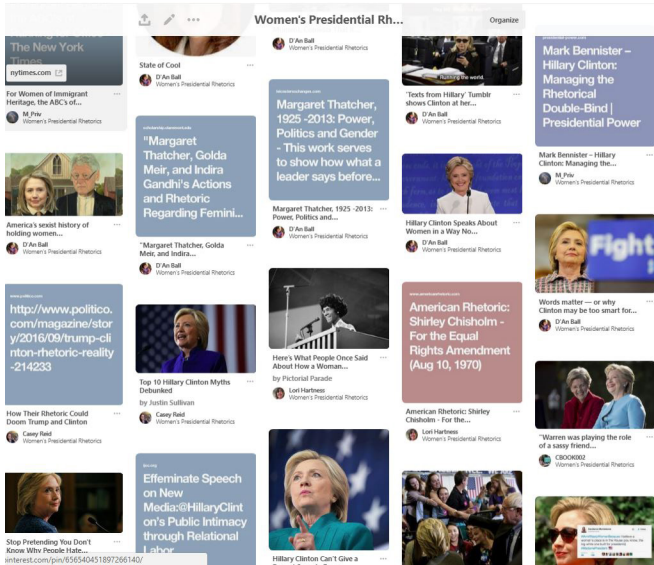 Women's Presidential Rh...
Organize
The New York
Times
nytimes.com
For Women of Immigrant
Heritage, the ABC's of...
M_Priv
Women's Presidential Rhetorics
America's sexist history of
holding women...
D'An Ball
Women's Presidential Rhetorics
www.politico.com
http://www.politico.
com/magazine/stor
y/2016/09/trump-cli
nton-rhetoric-reality
-214233
How Their Rhetoric Could
Doom Trump and Clinton
Casey Reid
Women's Presidential Rhetorics
Stop Pretending You Don't
Know Why People Hate...
pinterest.com/pin/656540451897266140/
State of Cool
D'An Ball
Women's Presidential Rhetorics
"Margaret
Thatcher, Golda
Meir, and Indira
Gandhi's Actions
and Rhetoric
Regarding Femini...
"Margaret Thatcher, Golda
Meir, and Indira...
D'An Ball
Women's Presidential Rhetorics
Top 10 Hillary Clinton Myths
Debunked
by Justin Sullivan
Casey Reid
Women's Presidential Rhetorics
Effeminate Speech
on New
Media:@HillaryClint
on's Public Intimacy
through Relational
Labor
D'An Ball
Women's Presidential Rhetorics
Margaret Thatcher,
1925 -2013: Power,
Politics and Gender
- This work serves
to show how what a
leader says before...
Margaret Thatcher, 1925 -2013:
Power, Politics and...
D'An Ball
Women's Presidential Rhetorics
Here's What People Once Said
About How a Woman...
by Pictorial Parade
Lori Hartness
Women's Presidential Rhetorics
Hillary Clinton Can't Give a
Running the world
'Texts from Hillary' Tumblr
shows Clinton at her...
D'An Ball
Women's Presidential Rhetorics
Hillary Clinton Speaks About
Women in a Way No...
D'An Ball
Women's Presidential Rhetorics
www.americanrhetoric.com
American Rhetoric:
Shirley Chisholm -
For the Equal
Rights Amendment
(Aug 10, 1970)
American Rhetoric: Shirley
Chisholm - For the...
Lori Hartness
Women's Presidential Rhetorics
Mark Bennister –
Hillary Clinton:
Managing the
Rhetorical
Double-Bind |
Presidential Power
Mark Bennister – Hillary
Clinton: Managing the...
M_Priv
Women's Presidential Rhetorics
Fight
Words matter — or why
Clinton may be too smart for...
D'An Ball
Women's Presidential Rhetorics
"Warren was playing the role
of a sassy friend...
CBOOK002
Women's Presidential Rhetorics